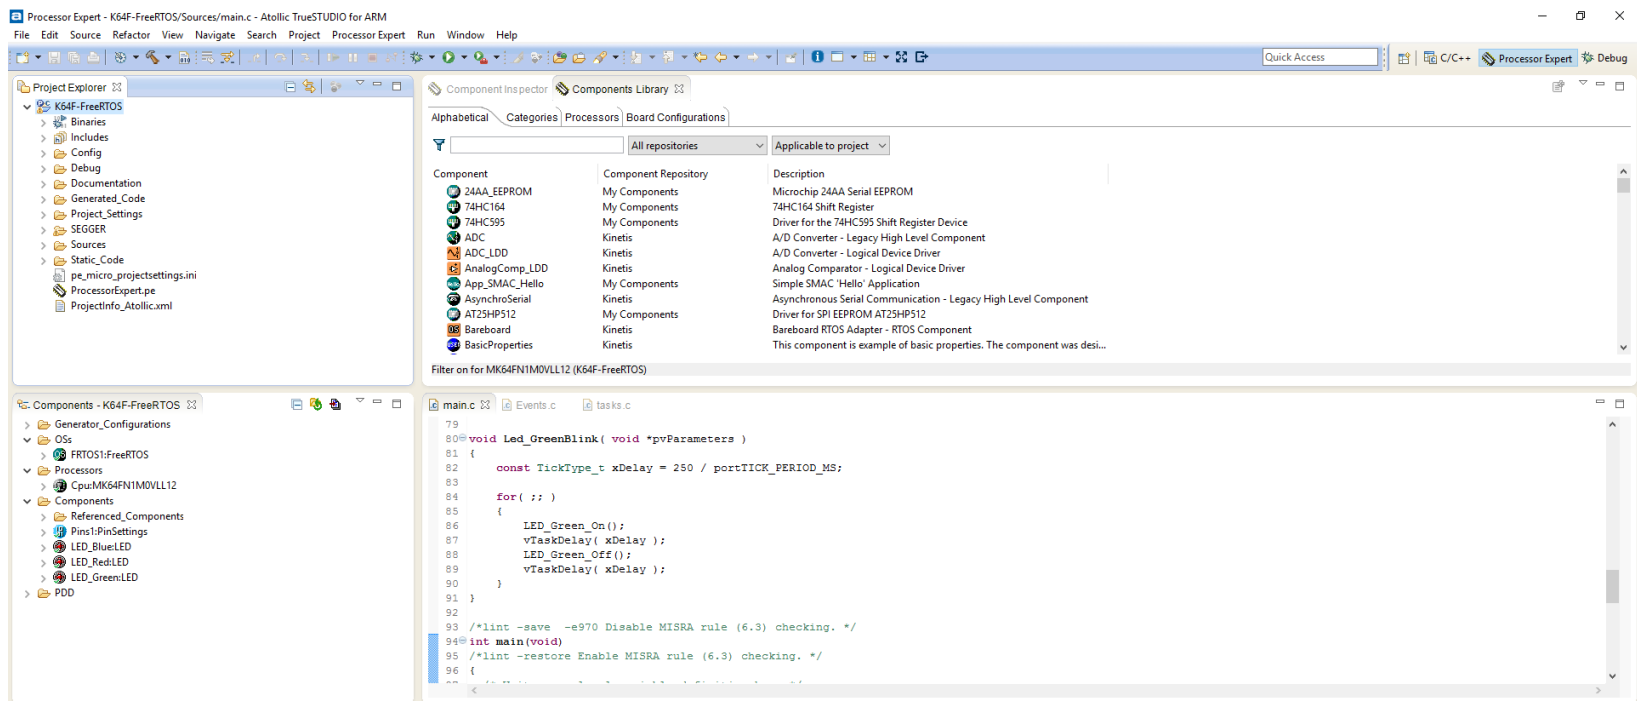 Processor Expert - K64F-FreeRTOS/Sources/main.c - Atollic TrueSTUDIO for ARM
File Edit Source Refactor View Navigate Search Project Processor Expert Run Window Help
Quick Access
C/C++ Processor Expert Debug
Project Explorer
K64F-FreeRTOS
Binaries
Includes
Config
Debug
Documentation
Generated_Code
Project_Settings
SEGGER
Sources
Static_Code
pe_micro_projectsettings.ini
ProcessorExpert.pe
ProjectInfo_Atollic.xml
Component Inspector Components Library
Alphabetical Categories Processors Board Configurations
All repositories Applicable to project
Component Component Repository Description
24AA_EEPROM My Components Microchip 24AA Serial EEPROM
74HC164 My Components 74HC164 Shift Register
74HC595 My Components Driver for the 74HC595 Shift Register Device
ADC Kinetis A/D Converter - Legacy High Level Component
ADC_LDD Kinetis A/D Converter - Logical Device Driver
AnalogComp_LDD Kinetis Analog Comparator - Logical Device Driver
App_SMAC_Hello My Components Simple SMAC 'Hello' Application
AsynchroSerial Kinetis Asynchronous Serial Communication - Legacy High Level Component
AT25HP512 My Components Driver for SPI EEPROM AT25HP512
Bareboard Kinetis Bareboard RTOS Adapter - RTOS Component
BasicProperties Kinetis This component is example of basic properties. The component was desi...
Filter on for MK64FN1M0VLL12 (K64F-FreeRTOS)
Components - K64F-FreeRTOS
Generator_Configurations
OSs
FRTOS1:FreeRTOS
Processors
Cpu:MK64FN1M0VLL12
Components
Referenced_Components
Pins1:PinSettings
LED_Blue:LED
LED_Red:LED
LED_Green:LED
PDD
main.c Events.c tasks.c
79
80 void Led_GreenBlink( void *pvParameters )
81 {
82 const TickType_t xDelay = 250 / portTICK_PERIOD_MS;
83
84 for( ;; )
85 {
86 LED_Green_On();
87 vTaskDelay( xDelay );
88 LED_Green_Off();
89 vTaskDelay( xDelay );
90 }
91 }
92
93 /*lint -save  -e970 Disable MISRA rule (6.3) checking. */
94 int main(void)
95 /*lint -restore Enable MISRA rule (6.3) checking. */
96 {